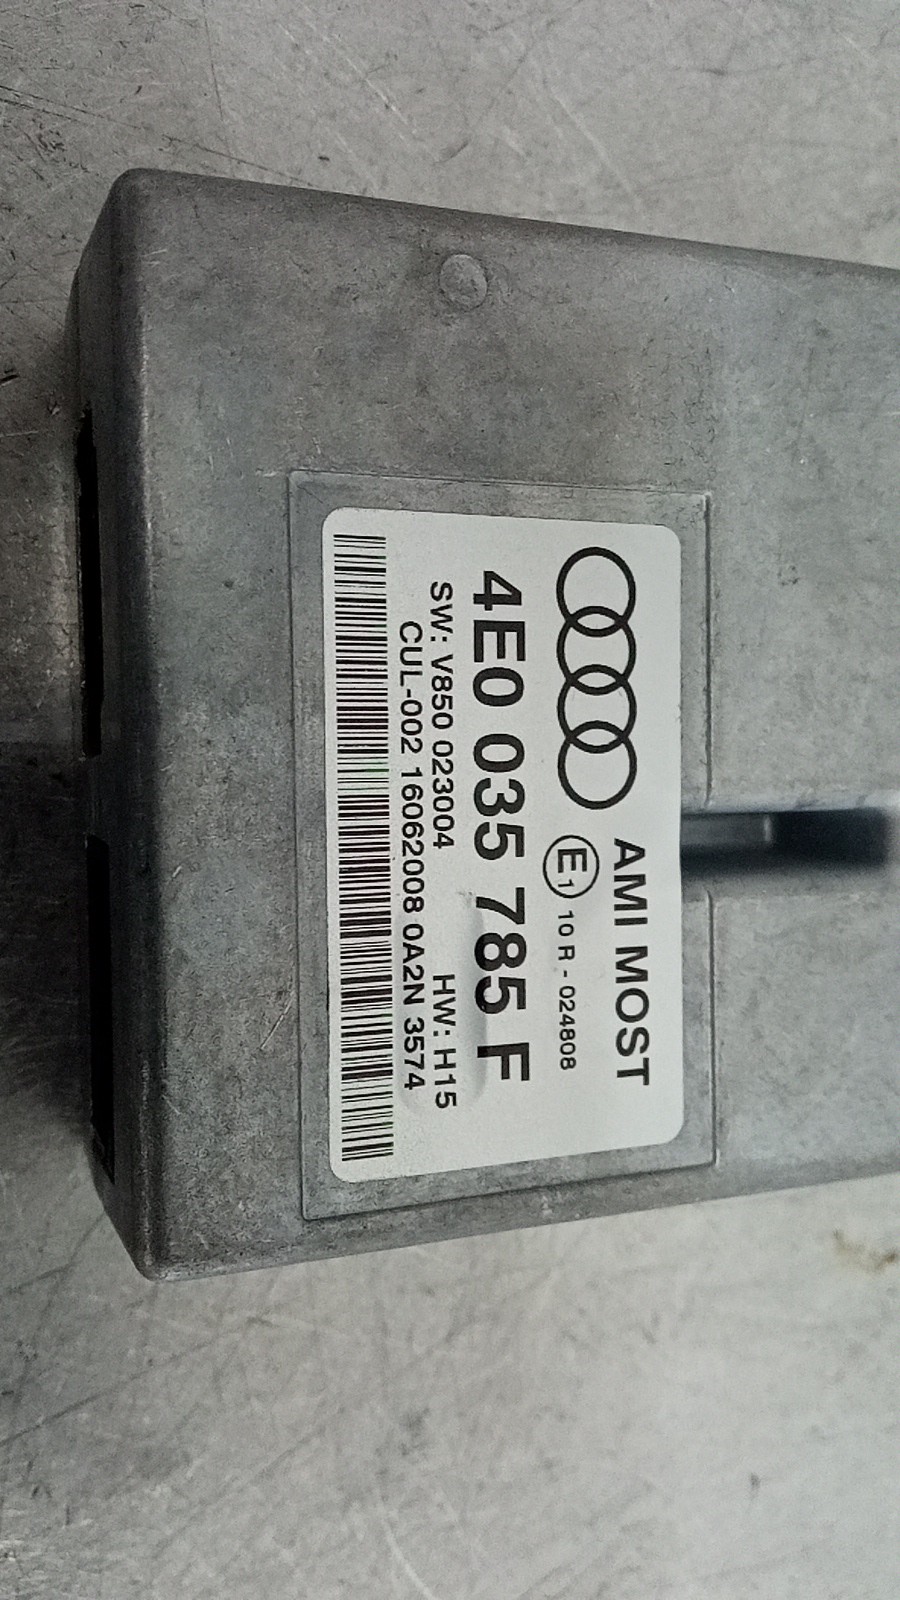 AMI MOST
E1 10 R - 024808
4E0 035 785 F
SW: V850 023004 HW: H15
CUL-002 16062008 0A2N 3574